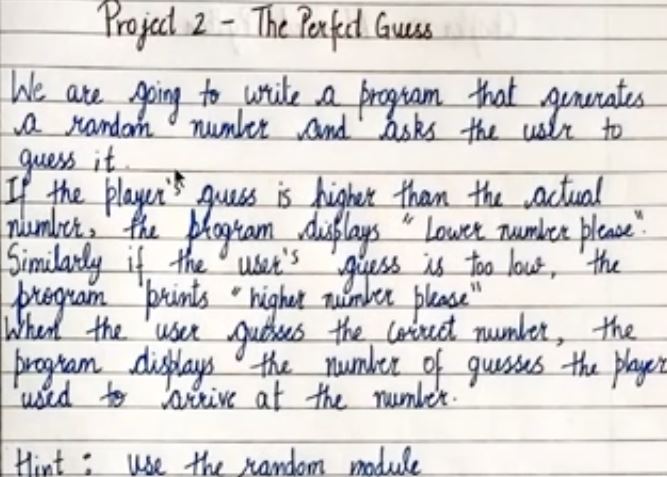 Project 2 - The Perfect Guess
We are going to write a program that generates
a random number and asks the user to
guess it.
If the player's guess is higher than the actual
number, the program displays "Lower number please".
Similarly if the user's guess is too low, the
program prints "higher number please"
When the user guesses the correct number, the
program displays the number of guesses the player
used to arrive at the number.
Hint : Use the random module